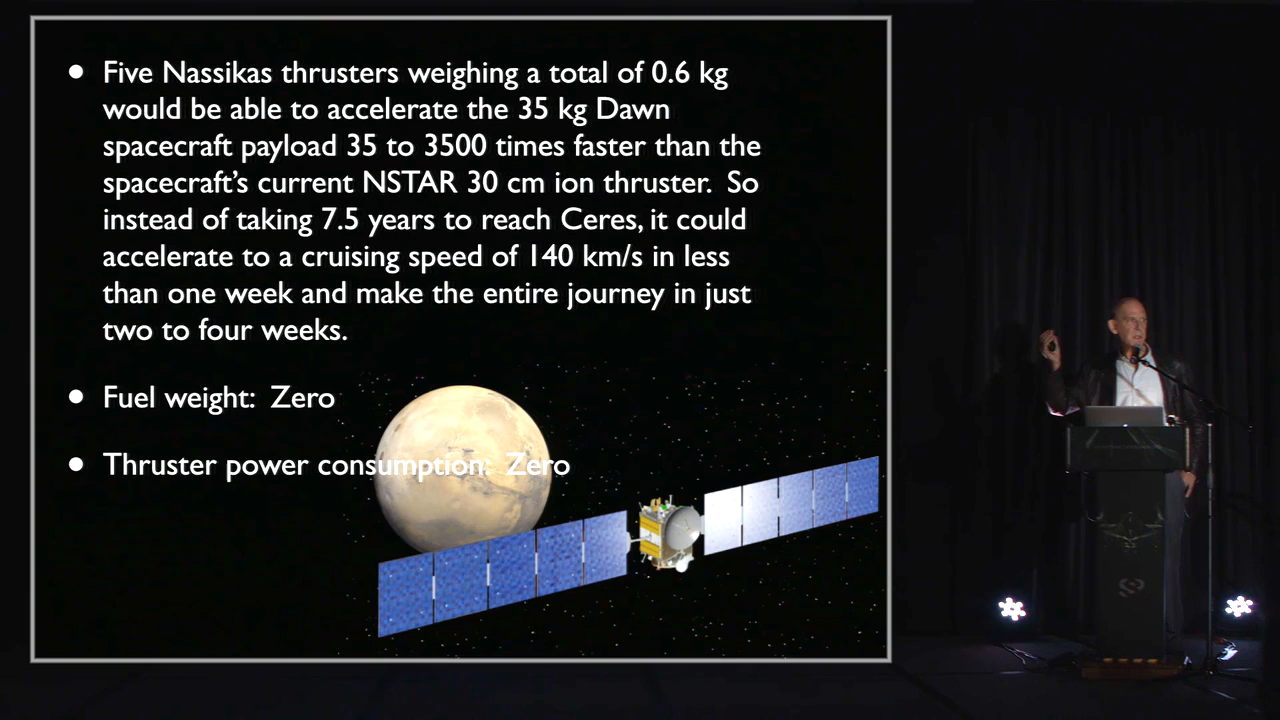 • Five Nassikas thrusters weighing a total of 0.6 kg
would be able to accelerate the 35 kg Dawn
spacecraft payload 35 to 3500 times faster than the
spacecraft's current NSTAR 30 cm ion thruster.  So
instead of taking 7.5 years to reach Ceres, it could
accelerate to a cruising speed of 140 km/s in less
than one week and make the entire journey in just
two to four weeks.
• Fuel weight:  Zero
• Thruster power consumption:  Zero